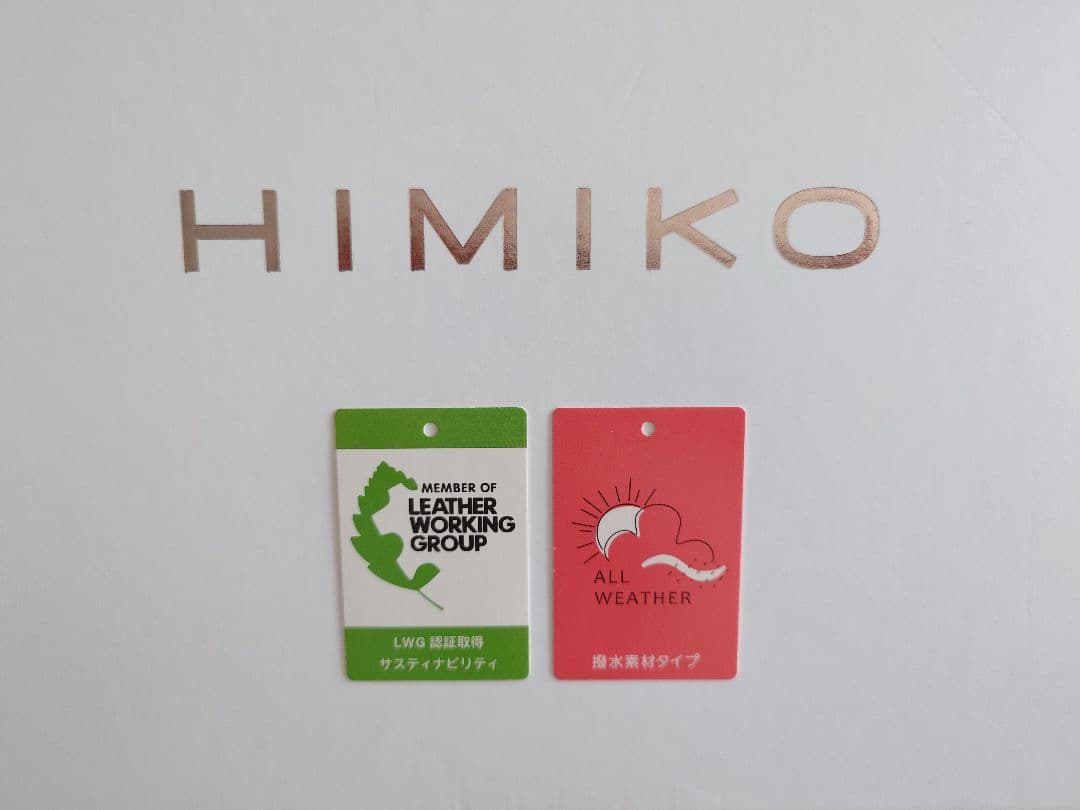 HIMIKO
MEMBER OF
LEATHER
WORKING
GROUP
LWG 認証取得
サスティナビリティ
ALL
WEATHER
撥水素材タイプ